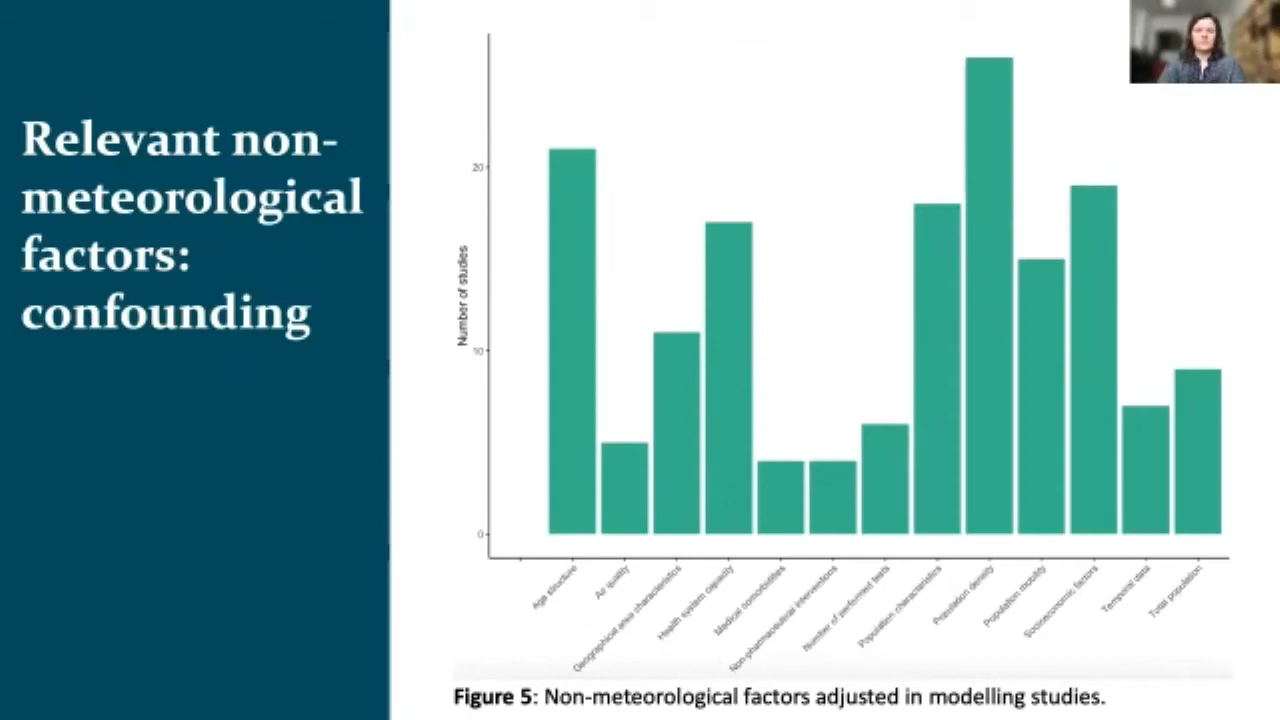 Relevant non-
meteorological
factors:
confounding
Number of studies
20
10
0
Age structure
Air quality
Geographical area characteristics
Health system capacity
Medical comorbidities
Non-pharmaceutical interventions
Number of performed tests
Population characteristics
Population density
Population mobility
Socioeconomic factors
Temporal data
Total population
Figure 5: Non-meteorological factors adjusted in modelling studies.